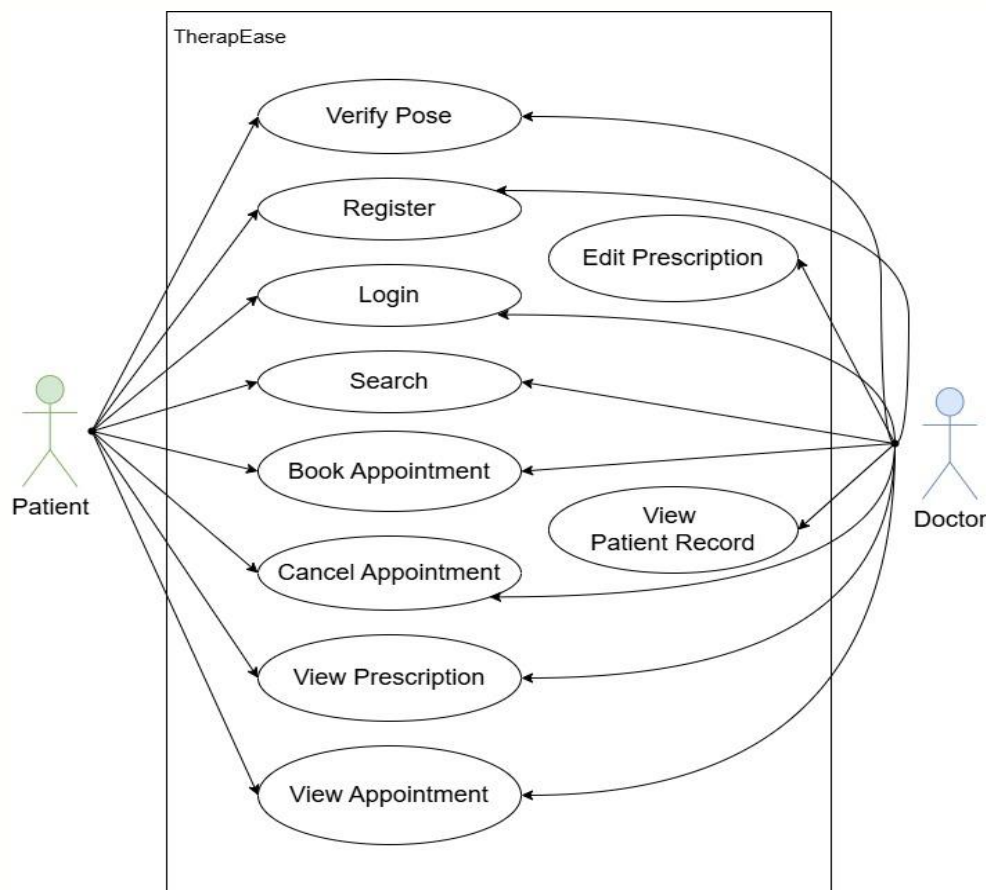 TherapEase
Verify Pose
Register
Edit Prescription
Login
Search
Book Appointment
Patient
View
Patient Record
Doctor
Cancel Appointment
View Prescription
View Appointment